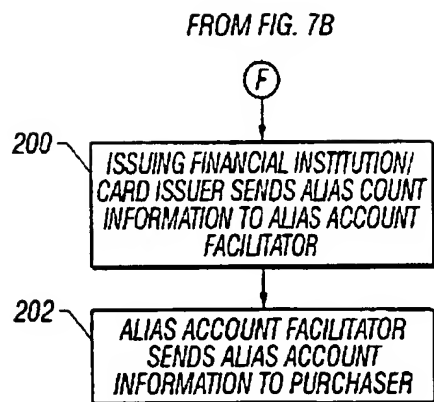 FROM FIG. 7B
F
200
ISSUING FINANCIAL INSTITUTION/
CARD ISSUER SENDS ALIAS COUNT
INFORMATION TO ALIAS ACCOUNT
FACILITATOR
202
ALIAS ACCOUNT FACILITATOR
SENDS ALIAS ACCOUNT
INFORMATION TO PURCHASER